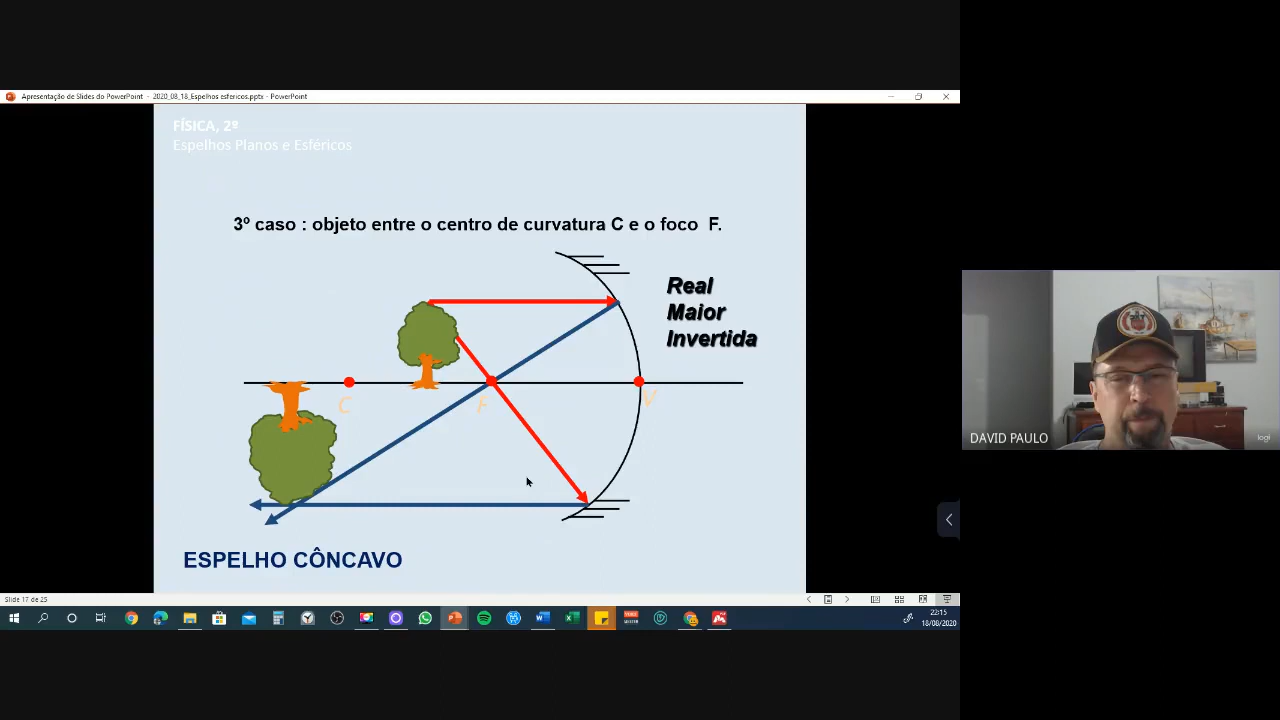 Apresentação de Slides do PowerPoint - 2020_08_18_Espelhos esfericos.pptx - PowerPoint
FÍSICA, 2º
Espelhos Planos e Esféricos
3º caso : objeto entre o centro de curvatura C e o foco F.
Real
Maior
Invertida
C
F
V
ESPELHO CÔNCAVO
DAVID PAULO
logi
Slide 17 de 25
22:15
18/08/2020